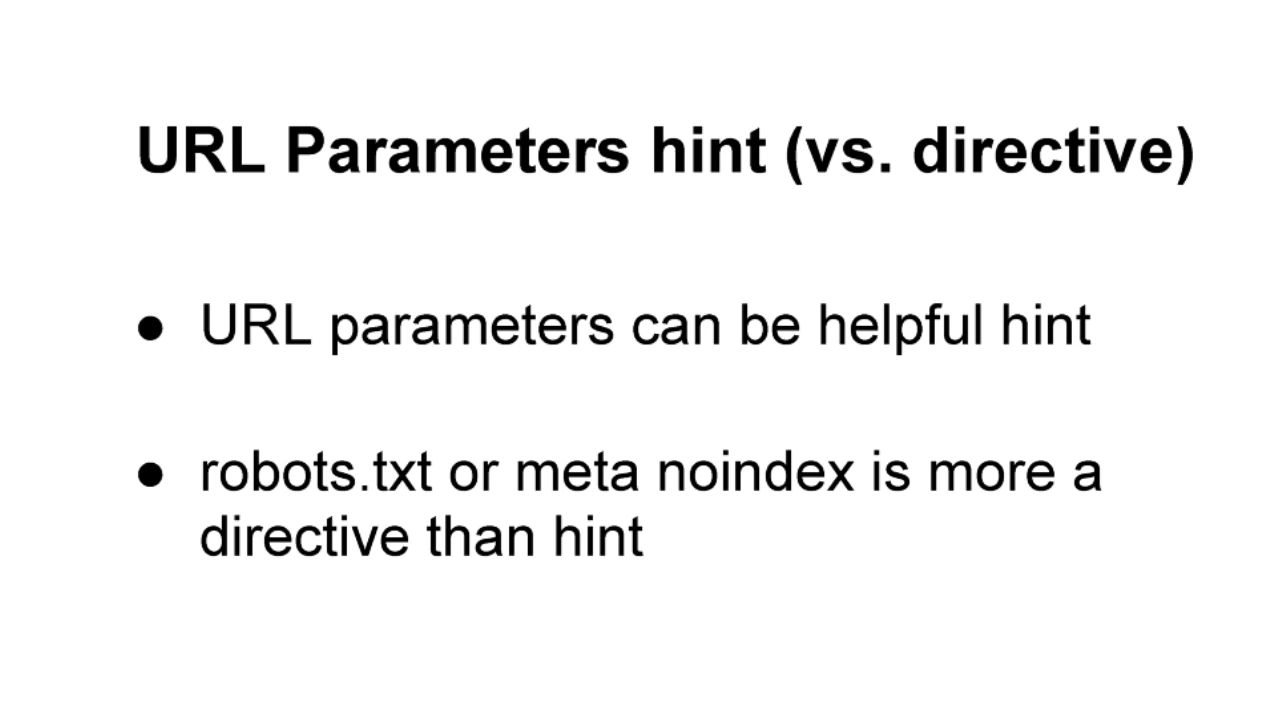 URL Parameters hint (vs. directive)
● URL parameters can be helpful hint
● robots.txt or meta noindex is more a
directive than hint